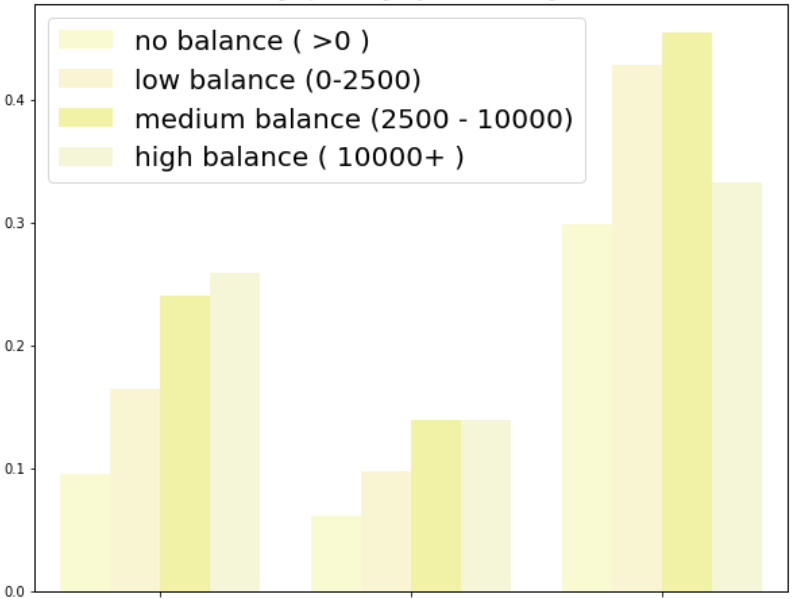 no balance ( >0 )
low balance (0-2500)
medium balance (2500 - 10000)
high balance ( 10000+ )
0.4
0.3
0.2
0.1
0.0